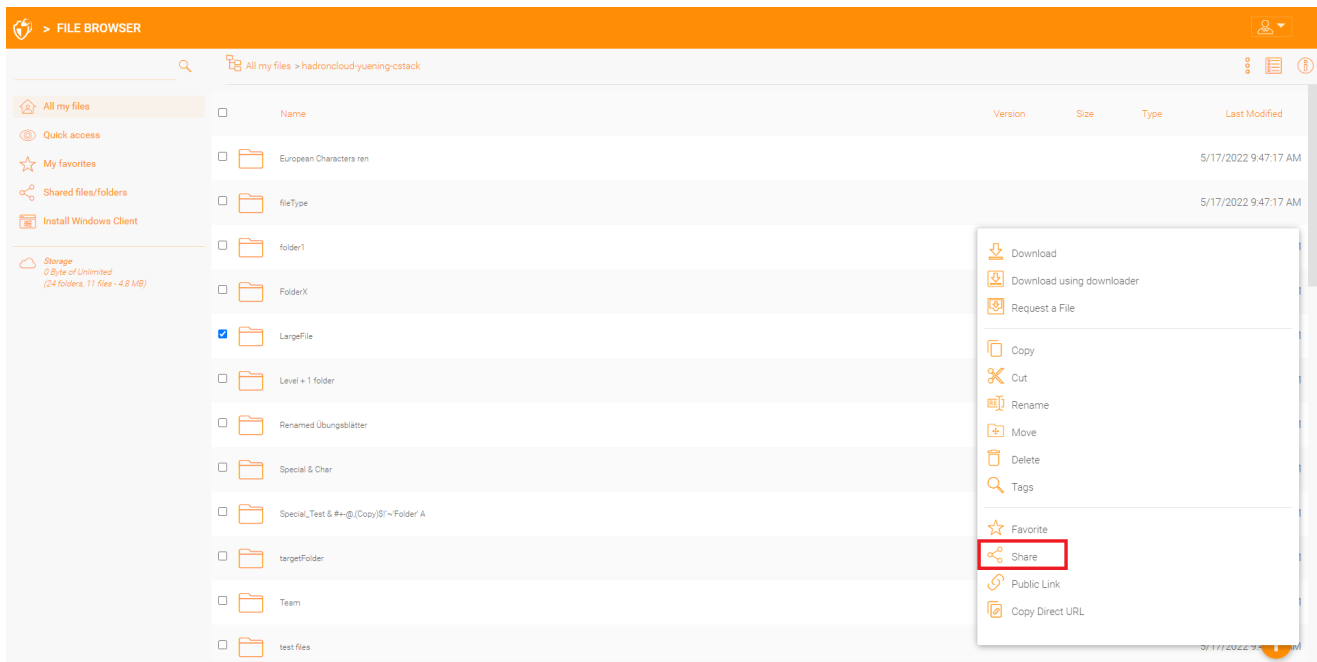 > FILE BROWSER
All my files > hadroncloud-yuening-cstack
All my files
Quick access
My favorites
Shared files/folders
Install Windows Client
Storage
0 Byte of Unlimited
(24 folders, 11 files - 4.8 MB)
Name Version Size Type Last Modified
European Characters ren 5/17/2022 9:47:17 AM
fileType 5/17/2022 9:47:17 AM
folder1
FolderX
LargeFile
Level + 1 folder
Renamed Übungsblätter
Special & Char
targetFolder
Team
test files
Download
Download using downloader
Request a File
Copy
Cut
Rename
Move
Delete
Tags
Favorite
Share
Public Link
Copy Direct URL